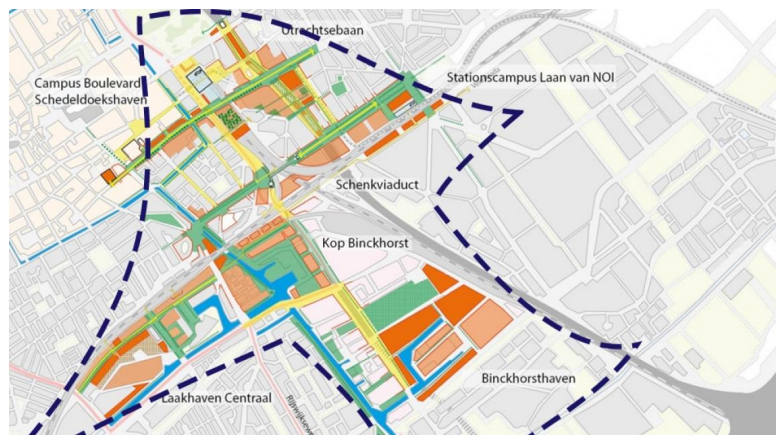 Utrechtsebaan
Campus Boulevard
Schedeldoekshaven
Stationscampus Laan van NOI
Schenkviaduct
Kop Binckhorst
Binckhorsthaven
Laakhaven Centraal